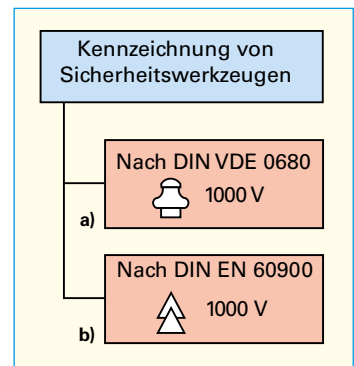 Kennzeichnung von
Sicherheitswerkzeugen
Nach DIN VDE 0680
1000 V
a)
Nach DIN EN 60900
1000 V
b)